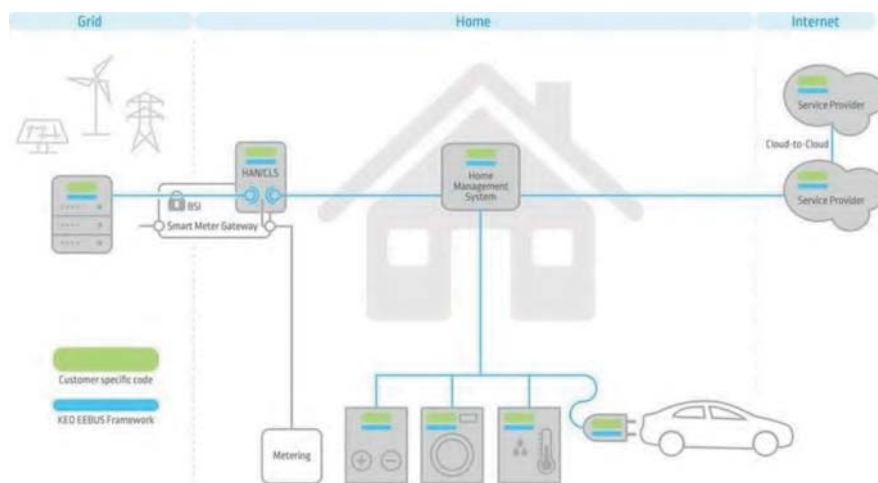 Grid
Home
Internet
Service Provider
Cloud-to-Cloud
HAN/CLS
Home
Management
System
Service Provider
BSI
Smart Meter Gateway
Customer specific code
KEO EEBUS Framework
Metering